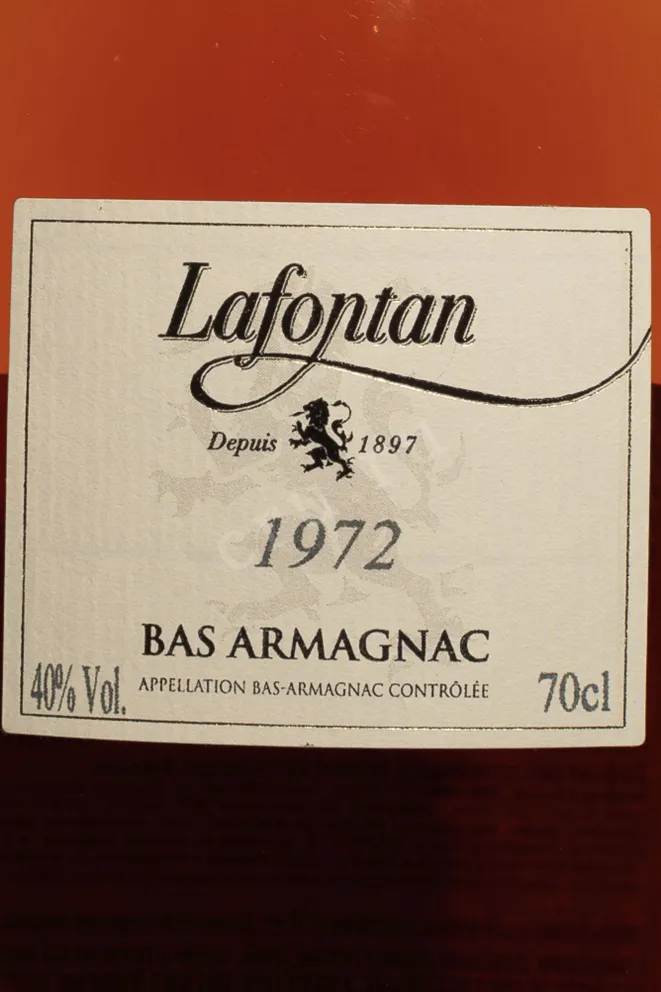 Lafontan
Depuis 1897
1972
BAS ARMAGNAC
40% Vol. APPELLATION BAS-ARMAGNAC CONTRÔLÉE 70cl